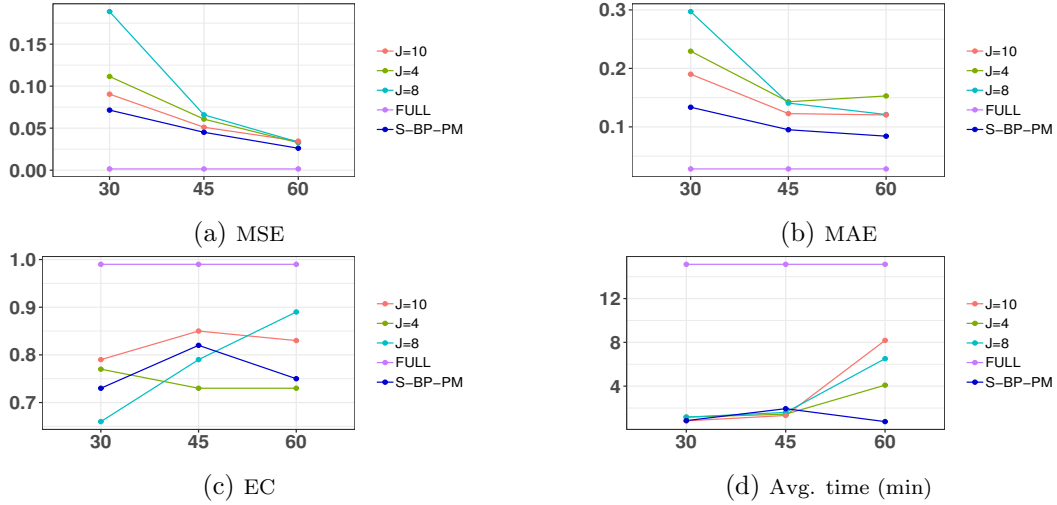 0.15
0.10
0.05
0.00
30 45 60
J=10
J=4
J=8
FULL
S−BP−PM
(a) MSE
0.3
0.2
0.1
30 45 60
J=10
J=4
J=8
FULL
S−BP−PM
(b) MAE
1.0
0.9
0.8
0.7
30 45 60
J=10
J=4
J=8
FULL
S−BP−PM
(c) EC
12
8
4
30 45 60
J=10
J=4
J=8
FULL
S−BP−PM
(d) Avg. time (min)